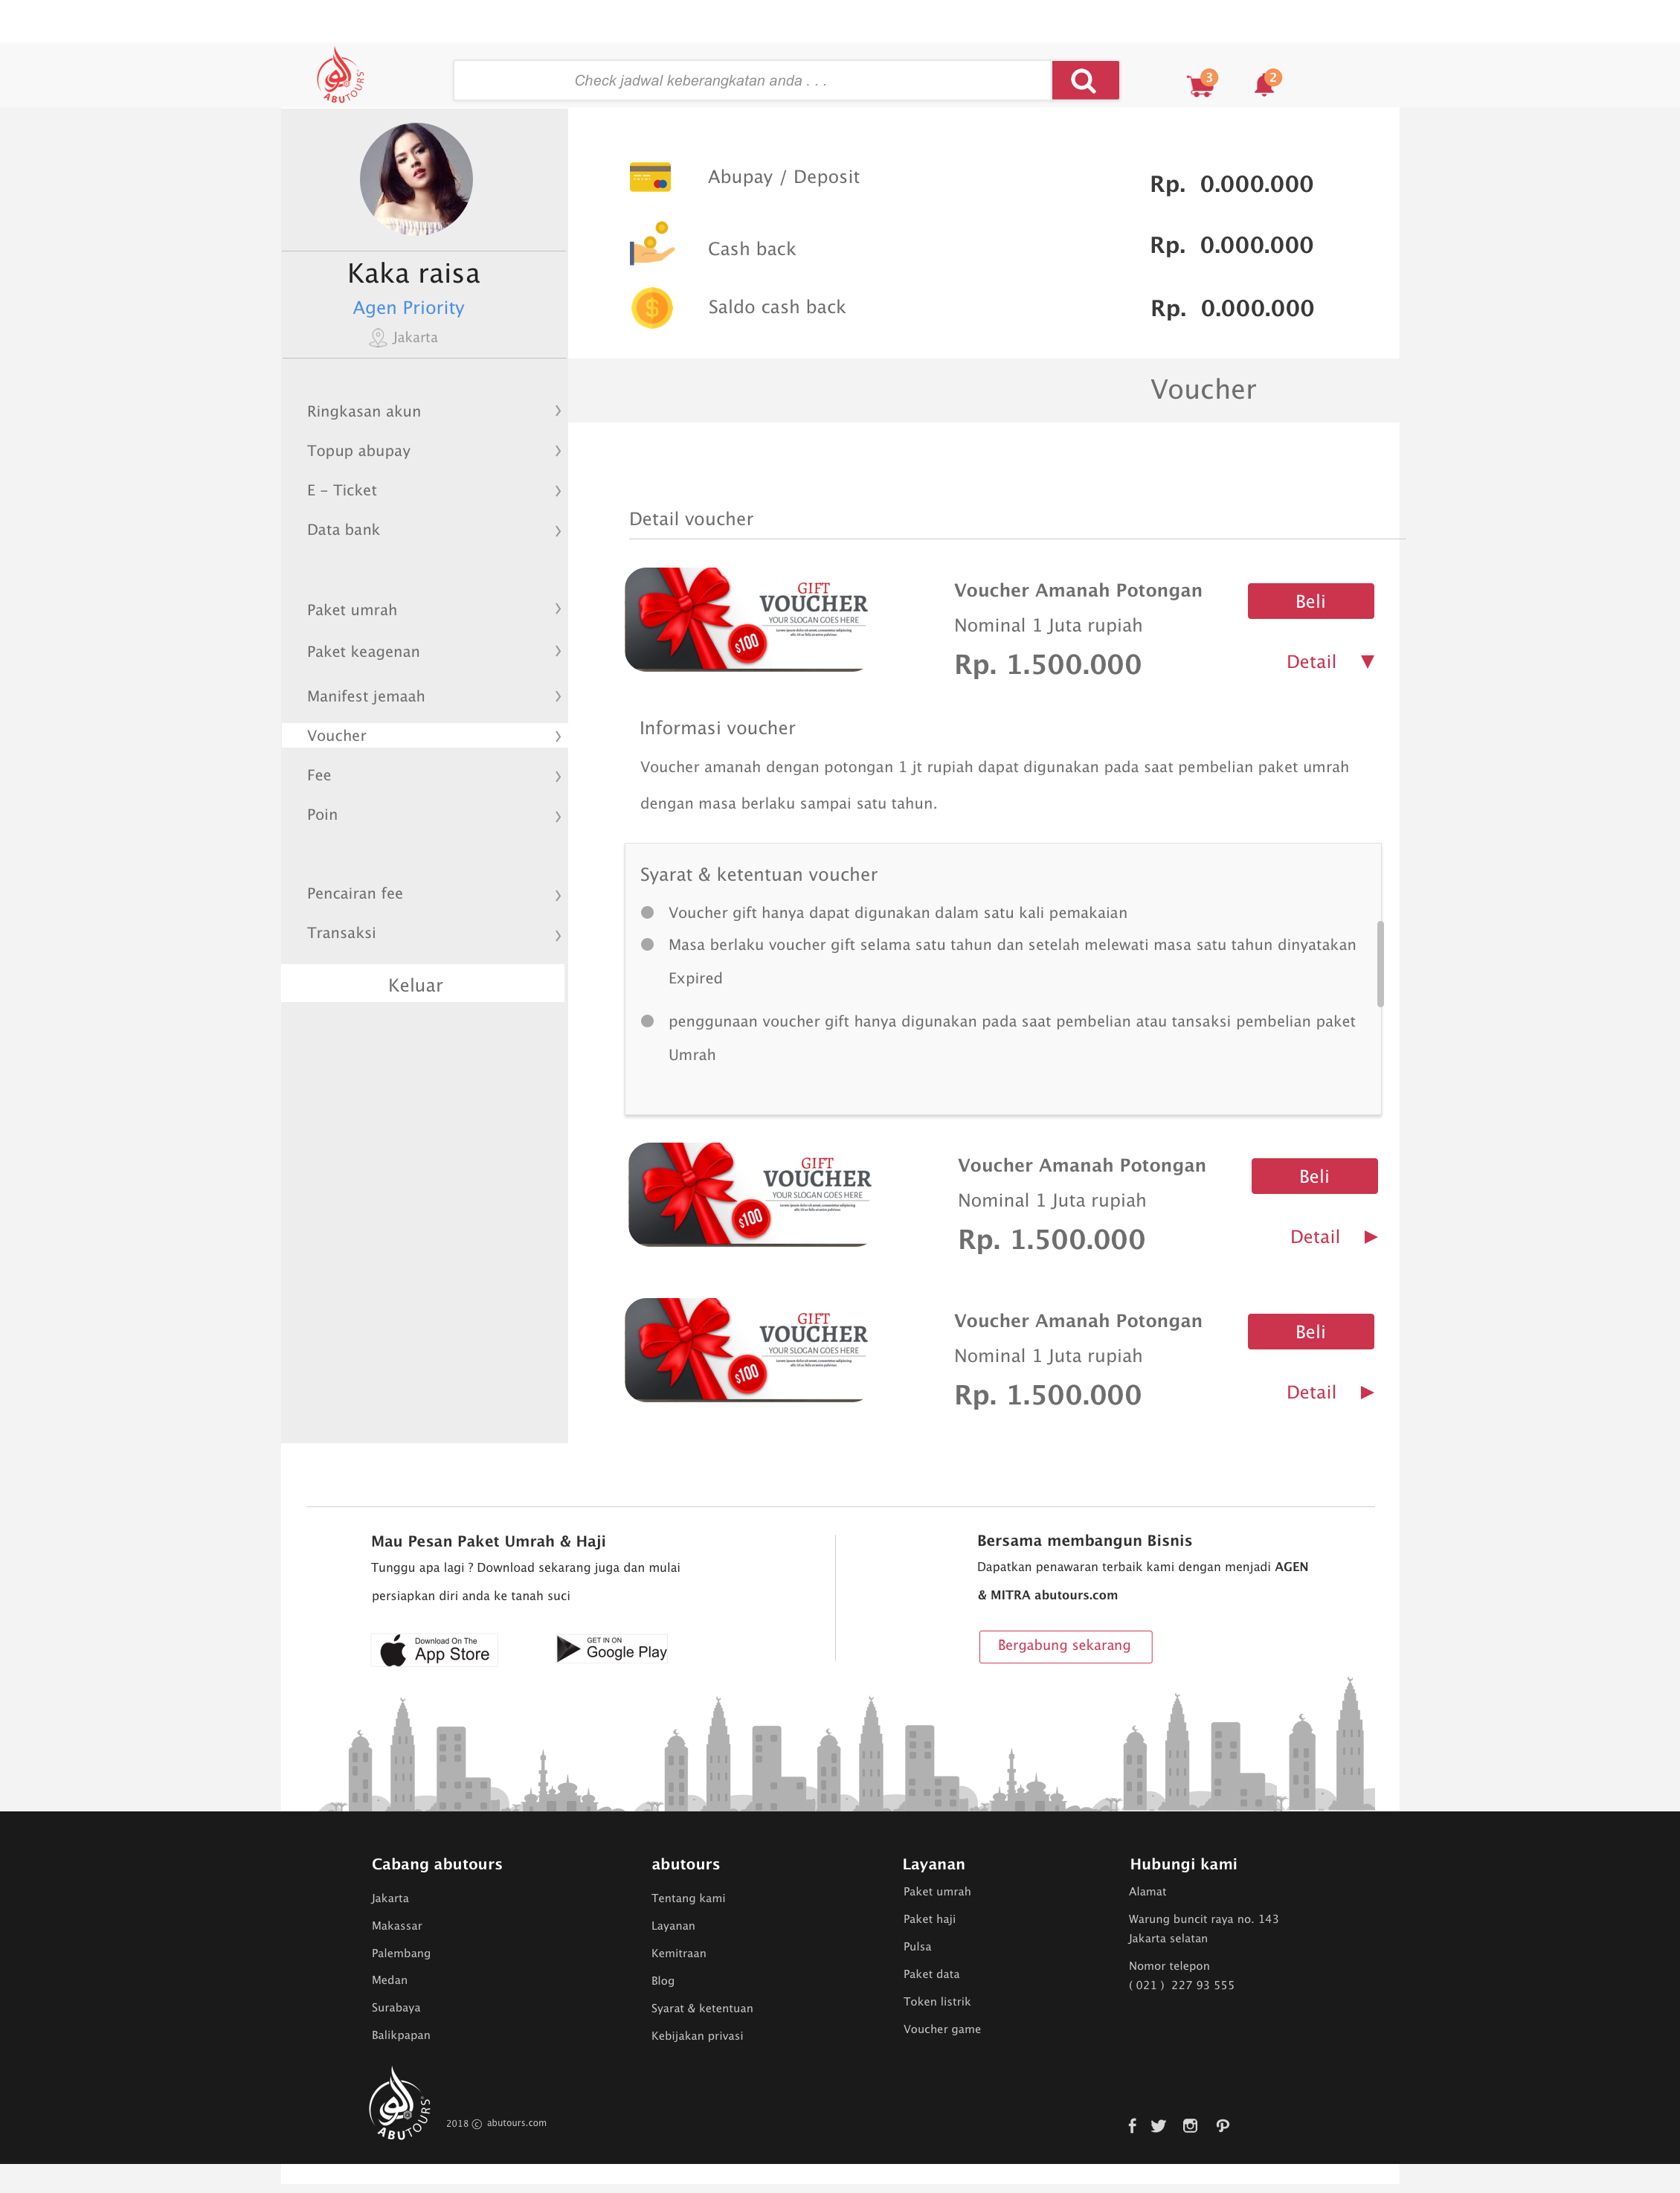 ABUTOURS
Check jadwal keberangkatan anda . . .
3
2
Kaka raisa
Agen Priority
Jakarta
Abupay / Deposit
Rp. 0.000.000
Cash back
Rp. 0.000.000
Saldo cash back
Rp. 0.000.000
Voucher
Ringkasan akun
Topup abupay
E - Ticket
Data bank
Paket umrah
Paket keagenan
Manifest jemaah
Voucher
Fee
Poin
Pencairan fee
Transaksi
Keluar
Detail voucher
GIFT
VOUCHER
YOUR SLOGAN GOES HERE
$100
Voucher Amanah Potongan
Nominal 1 Juta rupiah
Rp. 1.500.000
Beli
Detail
Informasi voucher
Voucher amanah dengan potongan 1 jt rupiah dapat digunakan pada saat pembelian paket umrah
dengan masa berlaku sampai satu tahun.
Syarat & ketentuan voucher
Voucher gift hanya dapat digunakan dalam satu kali pemakaian
Masa berlaku voucher gift selama satu tahun dan setelah melewati masa satu tahun dinyatakan
Expired
penggunaan voucher gift hanya digunakan pada saat pembelian atau tansaksi pembelian paket
Umrah
GIFT
VOUCHER
YOUR SLOGAN GOES HERE
$100
Voucher Amanah Potongan
Nominal 1 Juta rupiah
Rp. 1.500.000
Beli
Detail
GIFT
VOUCHER
YOUR SLOGAN GOES HERE
$100
Voucher Amanah Potongan
Nominal 1 Juta rupiah
Rp. 1.500.000
Beli
Detail
Mau Pesan Paket Umrah & Haji
Tunggu apa lagi ? Download sekarang juga dan mulai
persiapkan diri anda ke tanah suci
Download On The
App Store
GET IN ON
Google Play
Bersama membangun Bisnis
Dapatkan penawaran terbaik kami dengan menjadi AGEN
& MITRA abutours.com
Bergabung sekarang
Cabang abutours
Jakarta
Makassar
Palembang
Medan
Surabaya
Balikpapan
abutours
Tentang kami
Layanan
Kemitraan
Blog
Syarat & ketentuan
Kebijakan privasi
Layanan
Paket umrah
Paket haji
Pulsa
Paket data
Token listrik
Voucher game
Hubungi kami
Alamat
Warung buncit raya no. 143
Jakarta selatan
Nomor telepon
( 021 ) 227 93 555
ABUTOURS
2018 © abutours.com